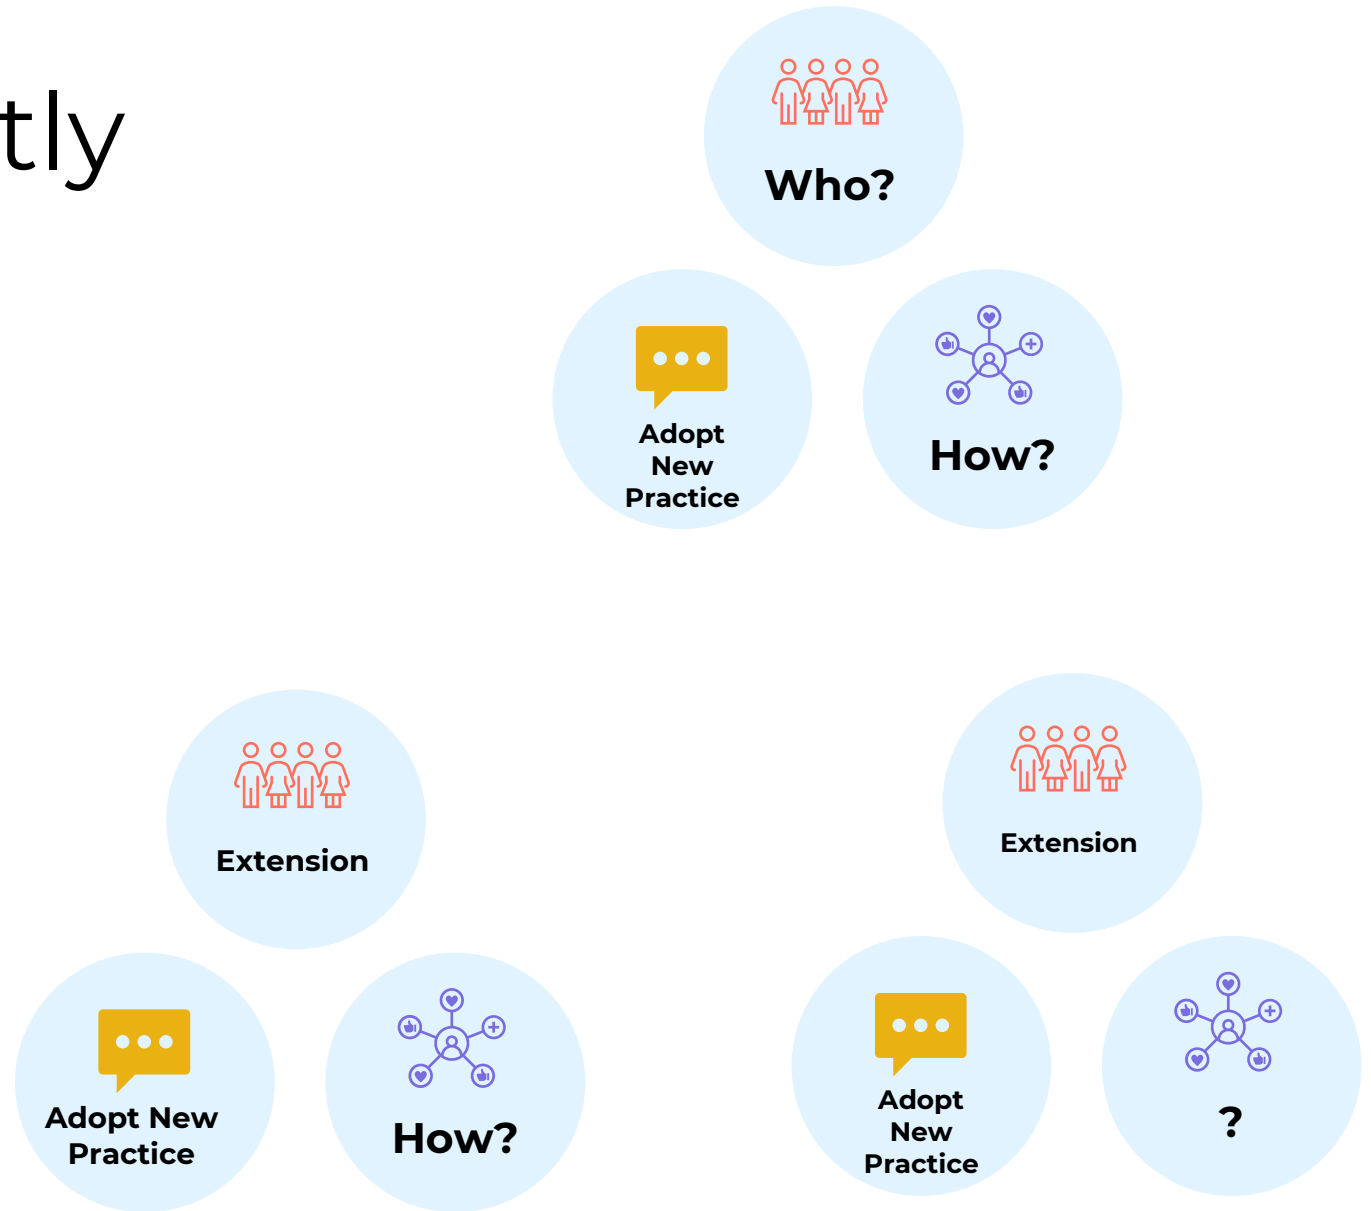 tly
Who?
Adopt
New
Practice
How?
Extension
Adopt New
Practice
How?
Extension
Adopt
New
Practice
?